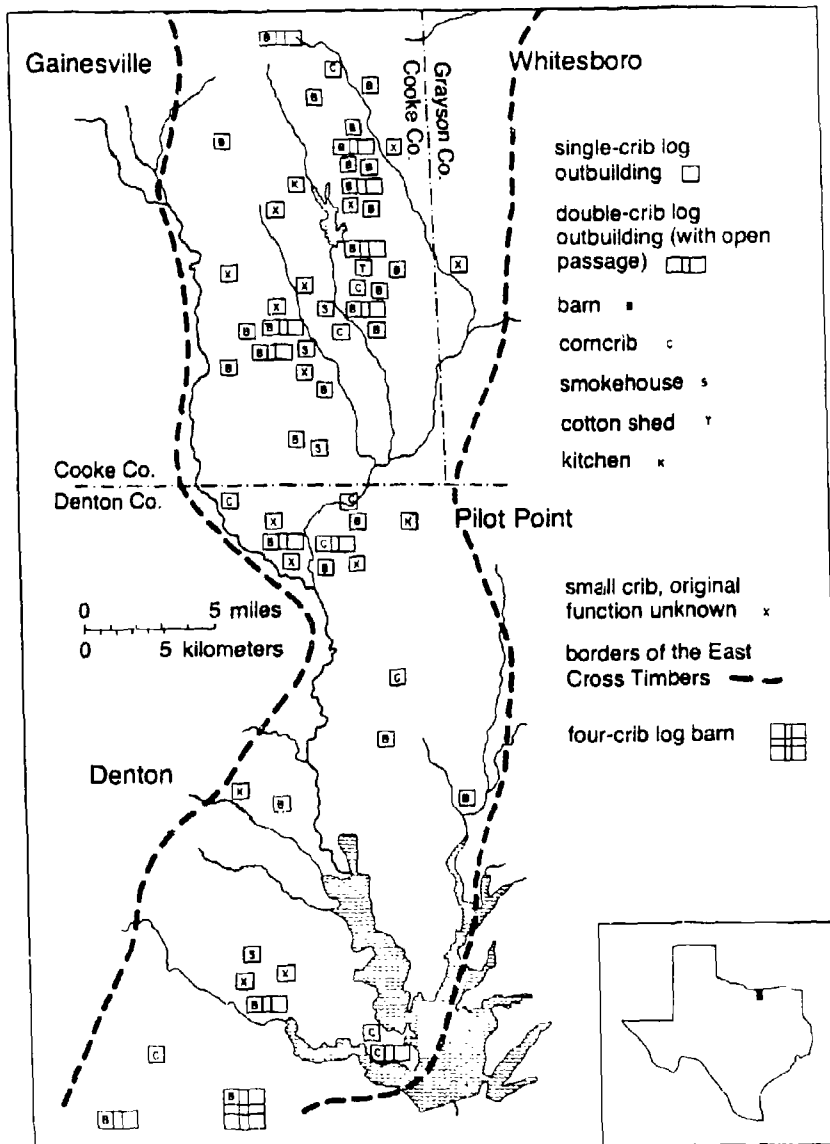 Gainesville
Cooke Co.
Grayson Co.
Whitesboro
single-crib log
outbuilding
double-crib log
outbuilding (with open
passage)
barn B
corncrib C
smokehouse S
cotton shed T
kitchen K
Cooke Co.
Denton Co.
Pilot Point
0 5 miles
0 5 kilometers
small crib, original
function unknown x
borders of the East
Cross Timbers
four-crib log barn
Denton